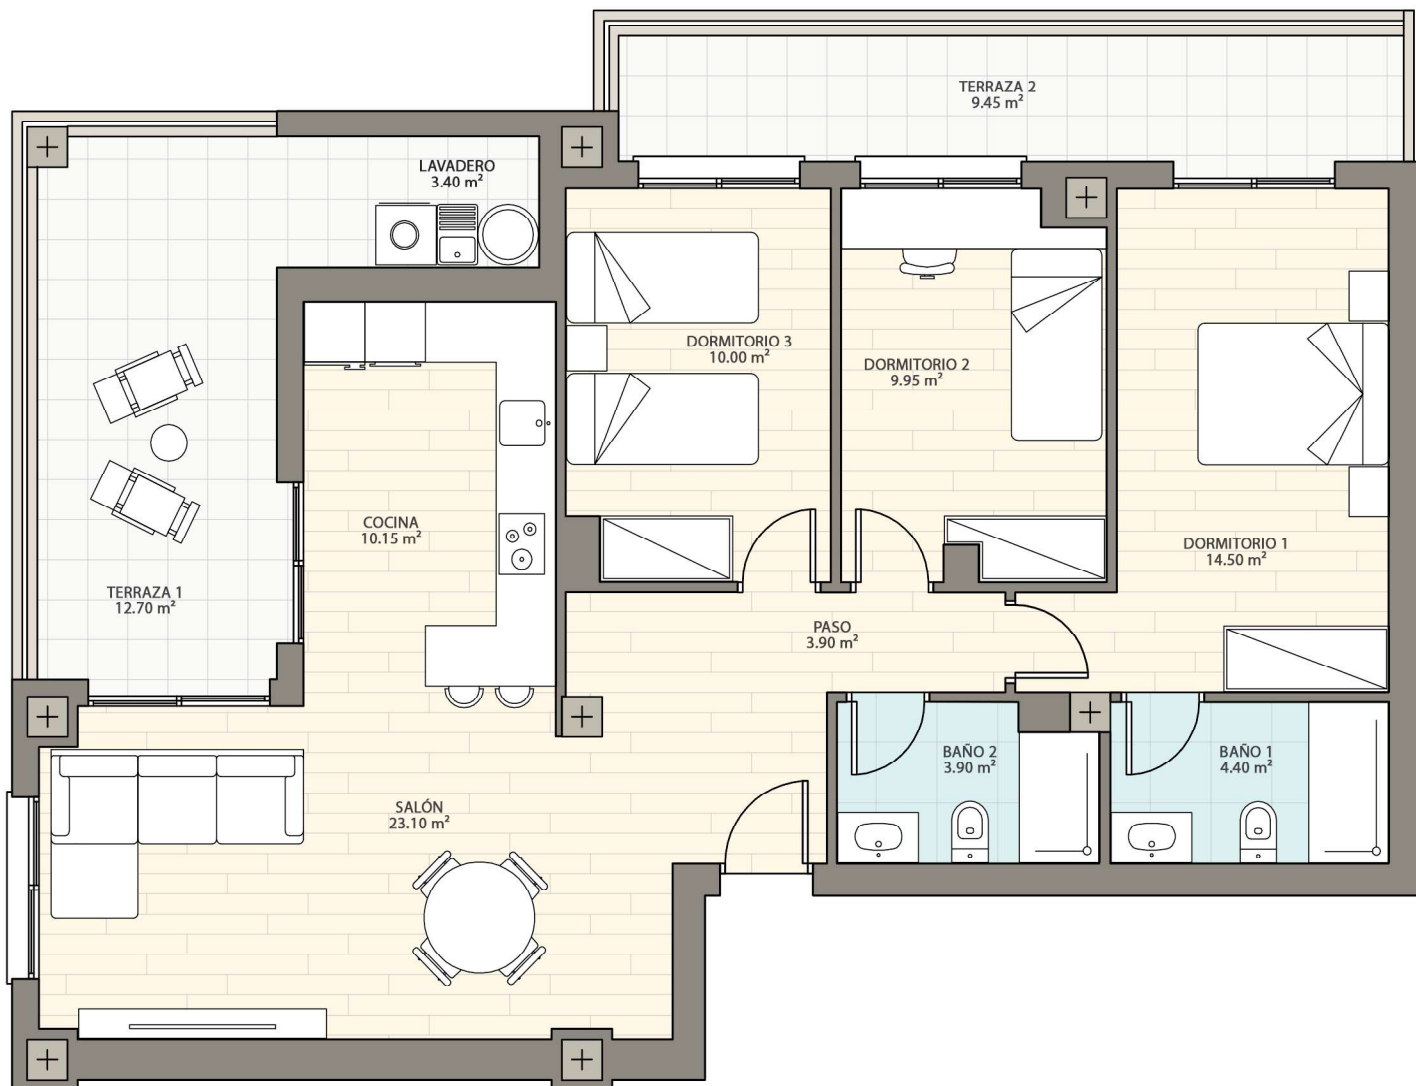 TERRAZA 2
9.45 m²
LAVADERO
3.40 m²
DORMITORIO 3
10.00 m²
DORMITORIO 2
9.95 m²
COCINA
10.15 m²
DORMITORIO 1
14.50 m²
TERRAZA 1
12.70 m²
PASO
3.90 m²
BAÑO 2
3.90 m²
BAÑO 1
4.40 m²
SALÓN
23.10 m²